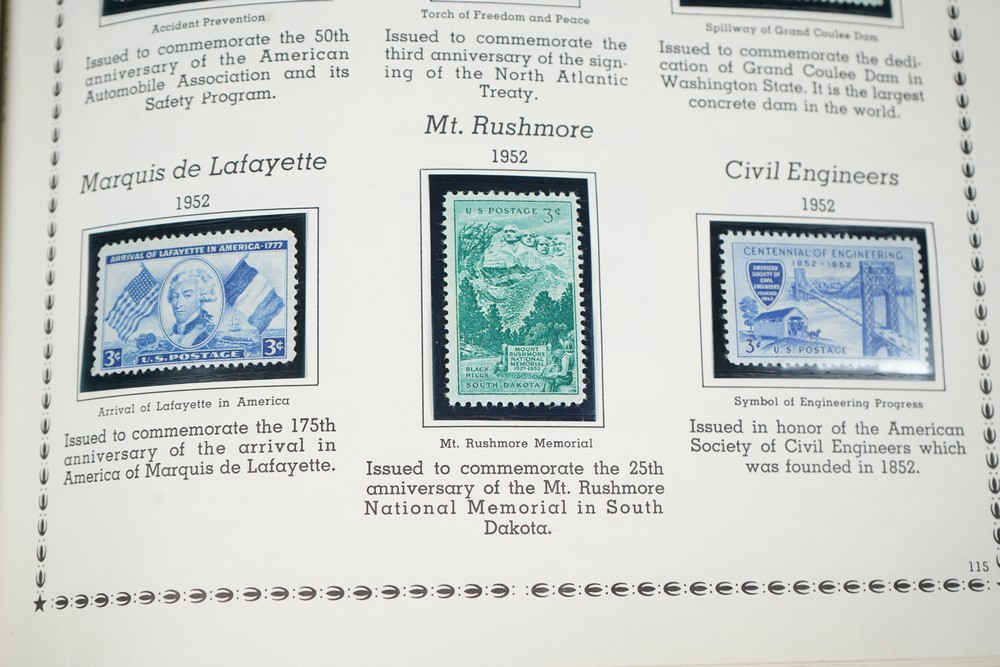 Accident Prevention
Issued to commemorate the 50th
anniversary of the American
Automobile Association and its
Safety Program.
Torch of Freedom and Peace
Issued to commemorate the
third anniversary of the sign-
ing of the North Atlantic
Treaty.
Spillway of Grand Coulee Dam
Issued to commemorate the dedi-
cation of Grand Coulee Dam in
Washington State. It is the largest
concrete dam in the world.
Marquis de Lafayette
1952
ARRIVAL OF LAFAYETTE IN AMERICA-1777
3¢ U.S. POSTAGE 3¢
Arrival of Lafayette in America
Issued to commemorate the 175th
anniversary of the arrival in
America of Marquis de Lafayette.
Mt. Rushmore
1952
U S POSTAGE 3¢
MOUNT
RUSHMORE
NATIONAL
MEMORIAL
1927-1952
BLACK
HILLS
SOUTH DAKOTA
Mt. Rushmore Memorial
Issued to commemorate the 25th
anniversary of the Mt. Rushmore
National Memorial in South
Dakota.
Civil Engineers
1952
CENTENNIAL OF ENGINEERING
1852-1952
AMERICAN
SOCIETY OF
CIVIL
ENGINEERS
FOUNDED
1852
3¢ U.S. POSTAGE
Symbol of Engineering Progress
Issued in honor of the American
Society of Civil Engineers which
was founded in 1852.
115